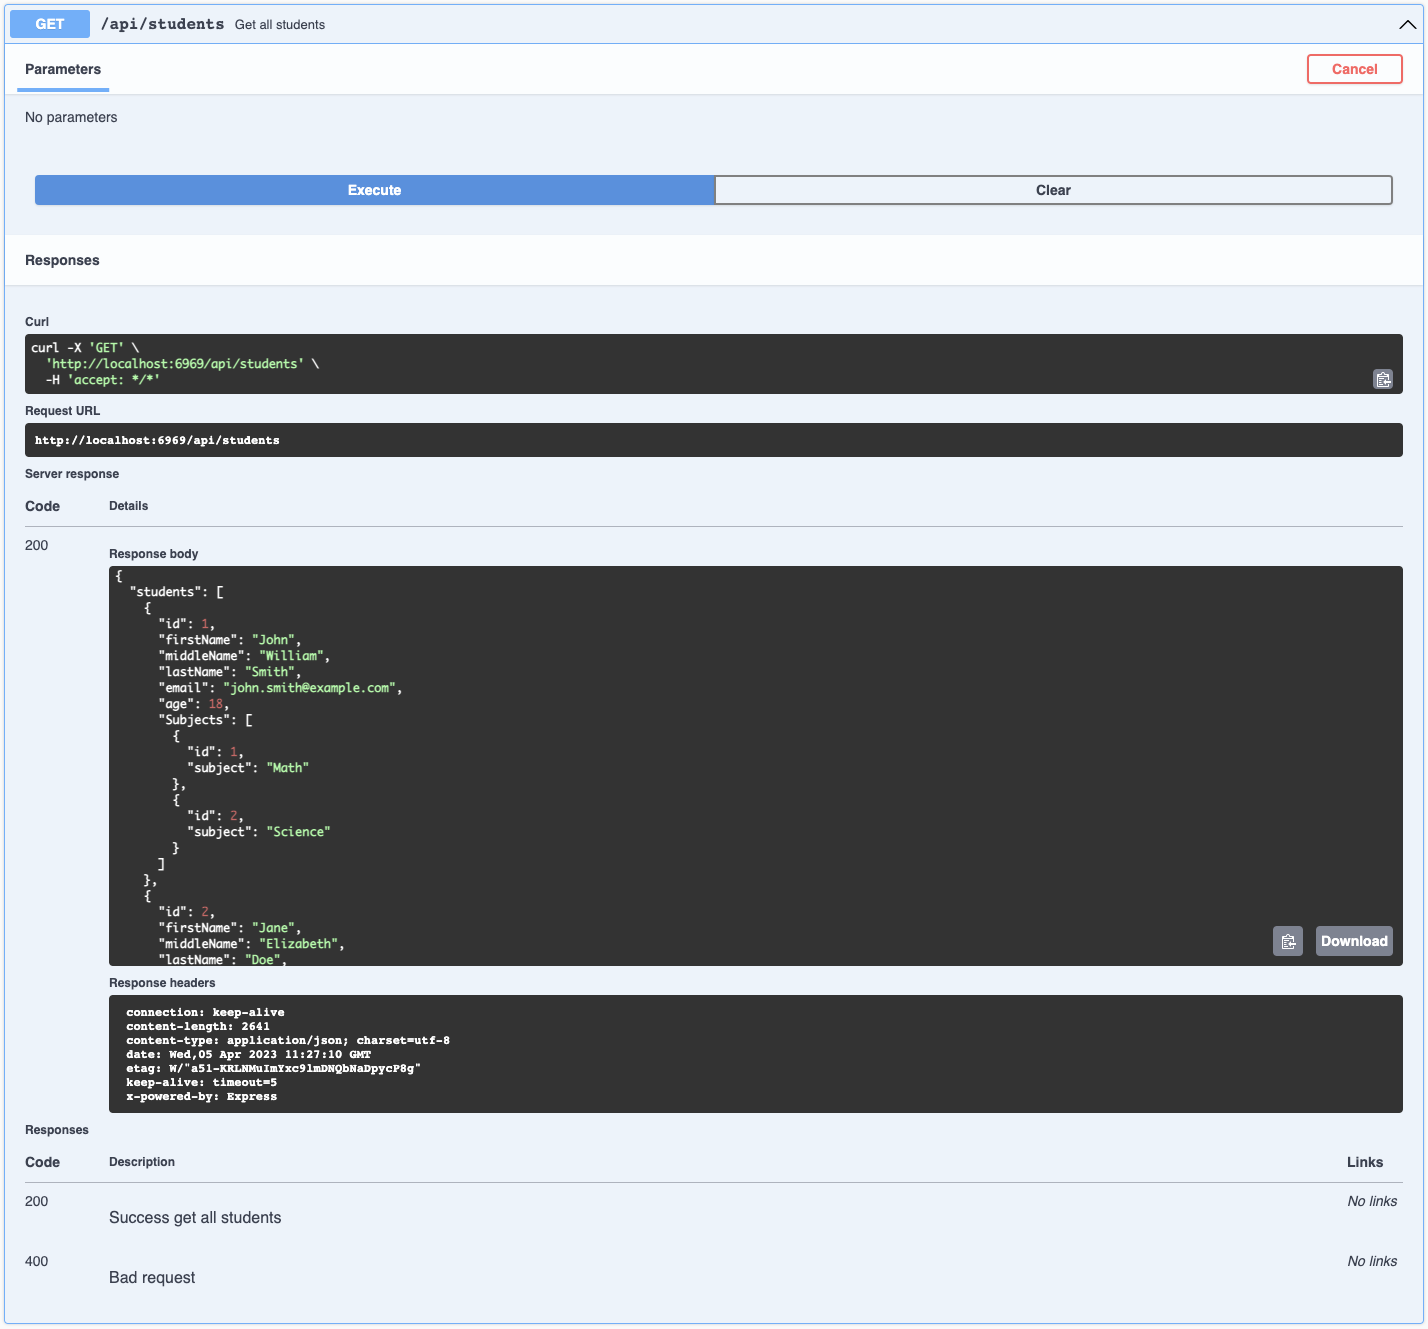 GET /api/students Get all students
Parameters
Cancel
No parameters
Execute
Clear
Responses
Curl
curl -X 'GET' \
  'http://localhost:6969/api/students' \
  -H 'accept: */*'
Request URL
http://localhost:6969/api/students
Server response
Code Details
200
Response body
{
  "students": [
    {
      "id": 1,
      "firstName": "John",
      "middleName": "William",
      "lastName": "Smith",
      "email": "john.smith@example.com",
      "age": 18,
      "Subjects": [
        {
          "id": 1,
          "subject": "Math"
        },
        {
          "id": 2,
          "subject": "Science"
        }
      ]
    },
    {
      "id": 2,
      "firstName": "Jane",
      "middleName": "Elizabeth",
      "lastName": "Doe",
Download
Response headers
connection: keep-alive
content-length: 2641
content-type: application/json; charset=utf-8
date: Wed,05 Apr 2023 11:27:10 GMT
etag: W/"a51-KRLNMuImYxc9lmDNQbNaDpycP8g"
keep-alive: timeout=5
x-powered-by: Express
Responses
Code Description Links
200
Success get all students
No links
400
Bad request
No links